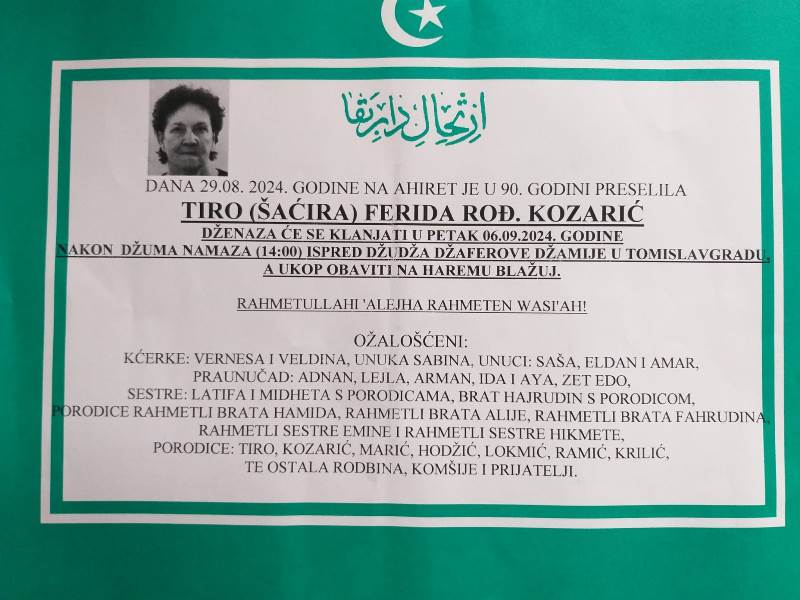 ارتحال دار بقا
DANA 29.08. 2024. GODINE NA AHIRET JE U 90. GODINI PRESELILA
TIRO (ŠAĆIRA) FERIDA ROĐ. KOZARIĆ
DŽENAZA ĆE SE KLANJATI U PETAK 06.09.2024. GODINE
NAKON DŽUMA NAMAZA (14:00) ISPRED DŽUDŽA DŽAFEROVE DŽAMIJE U TOMISLAVGRADU,
A UKOP OBAVITI NA HAREMU BLAŽUJ.
RAHMETULLAHI 'ALEJHA RAHMETEN WASI'AH!
OŽALOŠĆENI:
KĆERKE: VERNESA I VELDINA, UNUKA SABINA, UNUCI: SAŠA, ELDAN I AMAR,
PRAUNUČAD: ADNAN, LEJLA, ARMAN, IDA I AYA, ZET EDO,
SESTRE: LATIFA I MIDHETA S PORODICAMA, BRAT HAJRUDIN S PORODICOM,
PORODICE RAHMETLI BRATA HAMIDA, RAHMETLI BRATA ALIJE, RAHMETLI BRATA FAHRUDINA,
RAHMETLI SESTRE EMINE I RAHMETLI SESTRE HIKMETE,
PORODICE: TIRO, KOZARIĆ, MARIĆ, HODŽIĆ, LOKMIĆ, RAMIĆ, KRILIĆ,
TE OSTALA RODBINA, KOMŠIJE I PRIJATELJI.